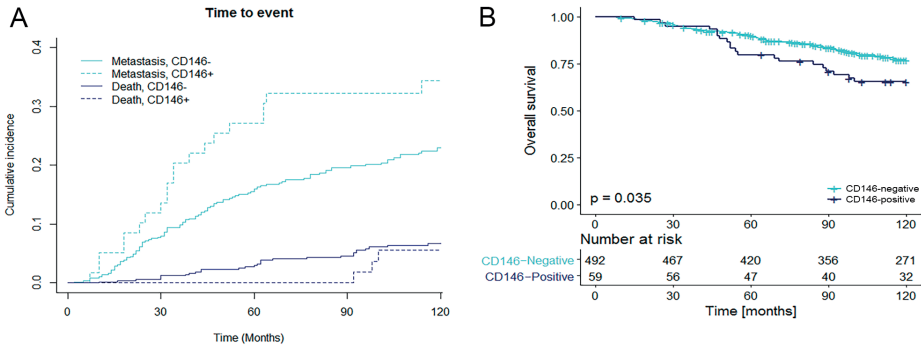 A
Time to event
Metastasis, CD146-
Metastasis, CD146+
Death, CD146-
Death, CD146+
Cumulative incidence
0.4
0.3
0.2
0.1
0.0
0 30 60 90 120
Time (Months)
B
Overall survival
1.00
0.75
0.50
0.25
0.00
p = 0.035
CD146-negative
CD146-positive
0 30 60 90 120
Number at risk
CD146-Negative 492 467 420 356 271
CD146-Positive 59 56 47 40 32
0 30 60 90 120
Time [months]